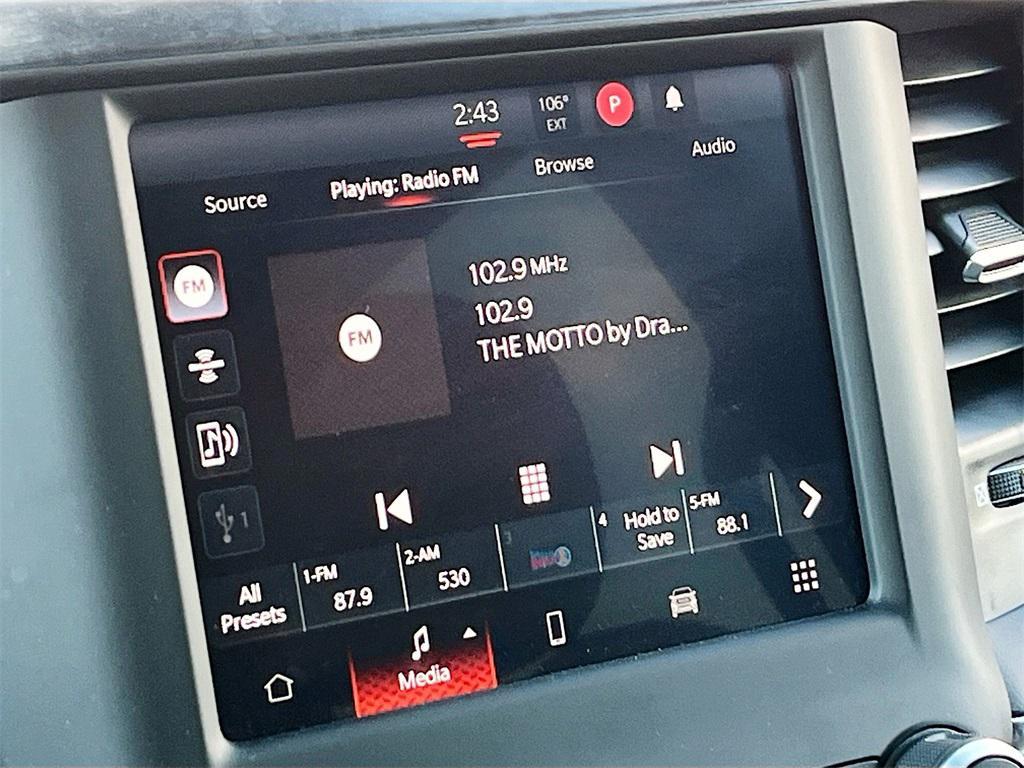 2:43
106°
EXT
P
Source
Playing: Radio FM
Browse
Audio
FM
FM
102.9 MHz
102.9
THE MOTTO by Dra...
1
All
Presets
1-FM
87.9
2-AM
530
3
4
Hold to
Save
5-FM
88.1
Media